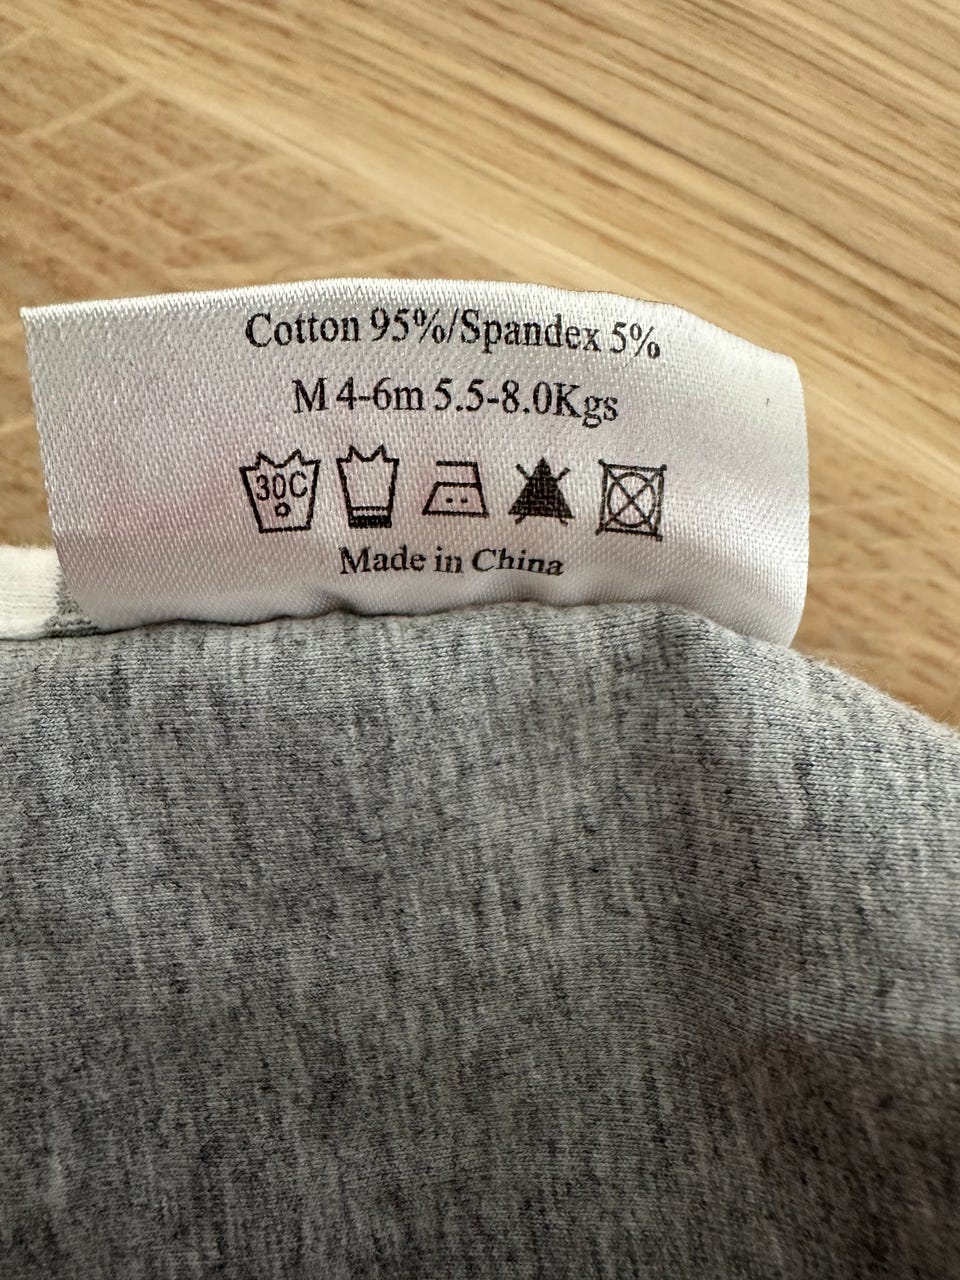 Cotton 95%/Spandex 5%
M 4-6m 5.5-8.0Kgs
30C
Made in China